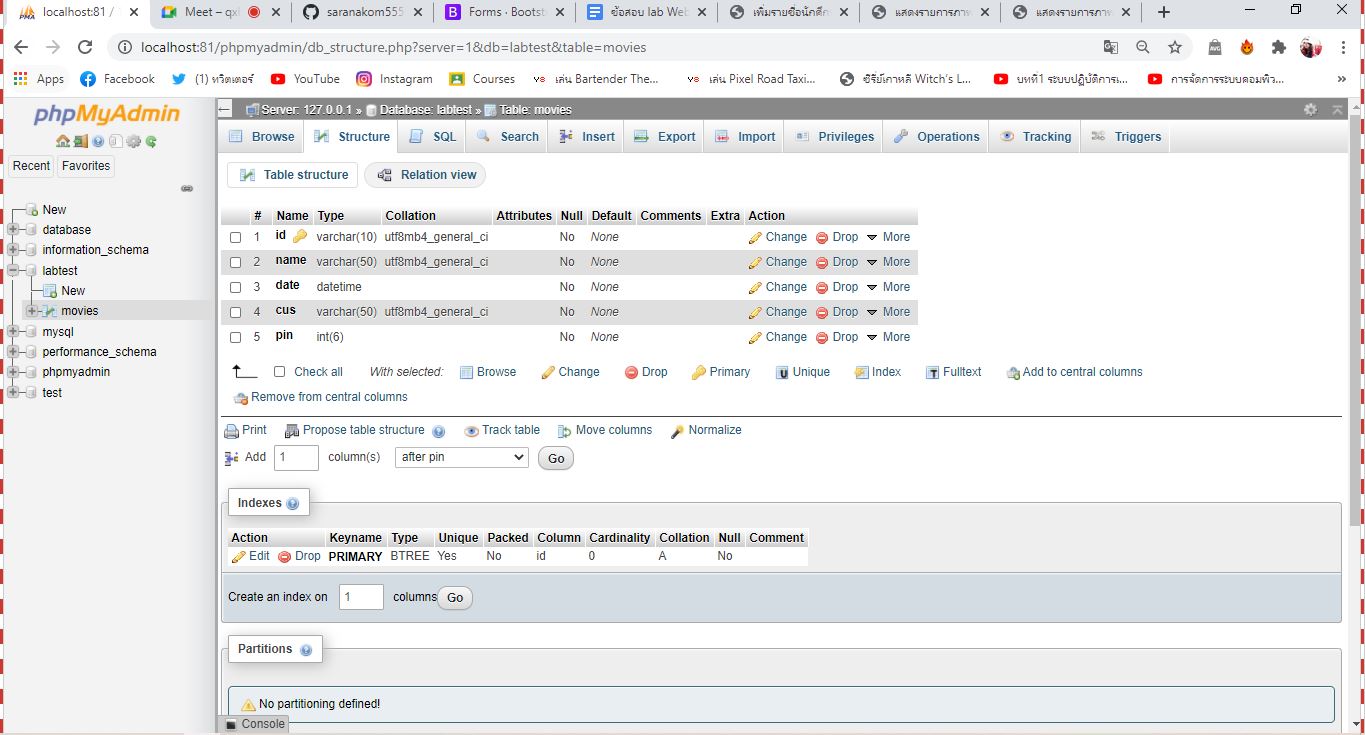 localhost:81 /
Meet – qxl
saranakom555
Forms · Bootst
ข้อสอบ lab Web
เพิ่มรายชื่อนักศึก
แสดงรายการภาพ
แสดงรายการภาพ
localhost:81/phpmyadmin/db_structure.php?server=1&db=labtest&table=movies
Apps Facebook (1) ทวิตเตอร์ YouTube Instagram Courses เล่น Bartender The... เล่น Pixel Road Taxi... ซีรีย์เกาหลี Witch's L... บทที่1 ระบบปฏิบัติการเ... การจัดการระบบคอมพิว... »
phpMyAdmin
Recent Favorites
New
database
information_schema
labtest
New
movies
mysql
performance_schema
phpmyadmin
test
Server: 127.0.0.1 » Database: labtest » Table: movies
Browse Structure SQL Search Insert Export Import Privileges Operations Tracking Triggers
Table structure Relation view
# Name Type Collation Attributes Null Default Comments Extra Action
1 id varchar(10) utf8mb4_general_ci No None Change Drop More
2 name varchar(50) utf8mb4_general_ci No None Change Drop More
3 date datetime No None Change Drop More
4 cus varchar(50) utf8mb4_general_ci No None Change Drop More
5 pin int(6) No None Change Drop More
Check all With selected: Browse Change Drop Primary Unique Index Fulltext Add to central columns
Remove from central columns
Print Propose table structure Track table Move columns Normalize
Add 1 column(s) after pin Go
Indexes
Action Keyname Type Unique Packed Column Cardinality Collation Null Comment
Edit Drop PRIMARY BTREE Yes No id 0 A No
Create an index on 1 columns Go
Partitions
No partitioning defined!
Console